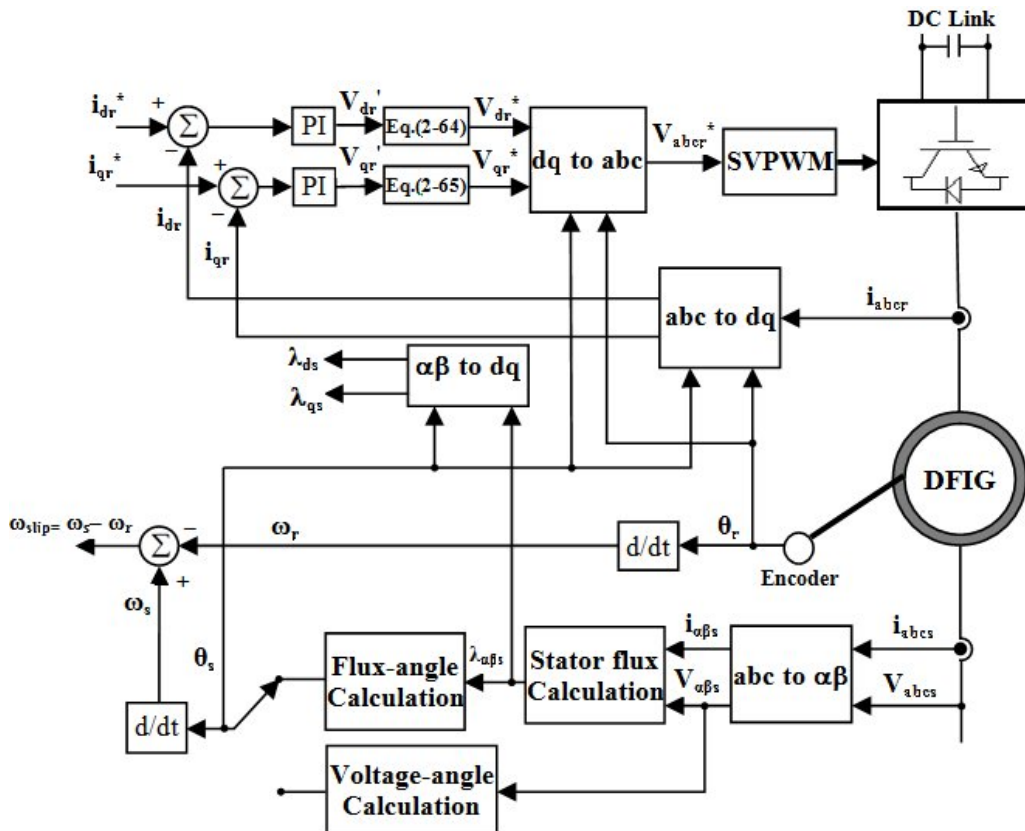 DC Link
i_dr*
+
Σ
−
PI
V_dr'
Eq.(2-64)
V_dr*
dq to abc
V_abcr*
SVPWM
i_qr*
+
Σ
−
PI
V_qr'
Eq.(2-65)
V_qr*
i_dr
i_qr
abc to dq
i_abcr
λ_ds
λ_qs
αβ to dq
DFIG
ω_slip= ω_s− ω_r
Σ
−
+
ω_r
d/dt
θ_r
Encoder
ω_s
θ_s
d/dt
Flux-angle
Calculation
λ_αβs
Stator flux
Calculation
i_αβs
V_αβs
abc to αβ
i_abcs
V_abcs
Voltage-angle
Calculation